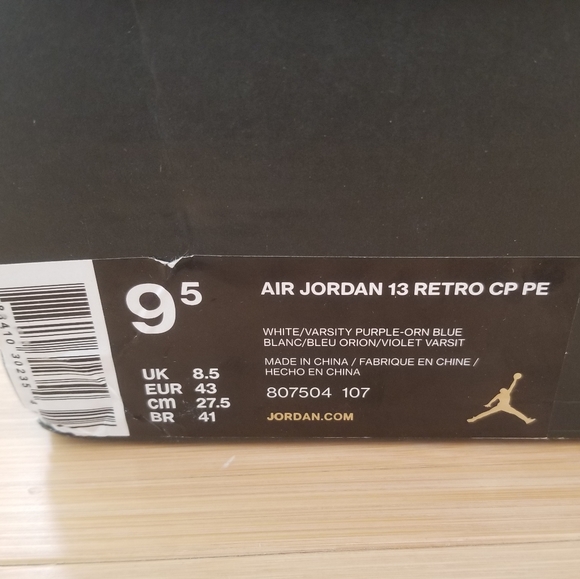 9 5
AIR JORDAN 13 RETRO CP PE
WHITE/VARSITY PURPLE-ORN BLUE
BLANC/BLEU ORION/VIOLET VARSIT
MADE IN CHINA / FABRIQUE EN CHINE /
HECHO EN CHINA
807504 107
JORDAN.COM
UK 8.5
EUR 43
cm 27.5
BR 41